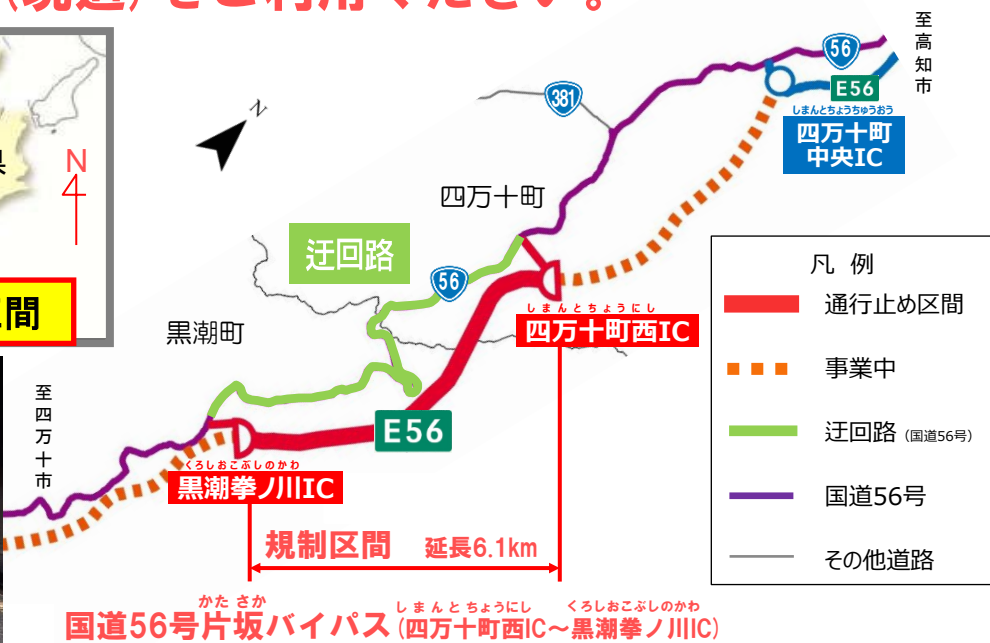 (現道)をご利用ください。
至高知市
56
E56
381
しまんとちょうちゅうおう
四万十町
中央IC
N
N
四万十町
迂回路
56
しまんとちょうにし
四万十町西IC
黒潮町
間
至四万十市
E56
くろしおこぶしのかわ
黒潮拳ノ川IC
凡 例
通行止め区間
事業中
迂回路 (国道56号)
国道56号
その他道路
規制区間 延長6.1km
かたさか しまんとちょうにし くろしおこぶしのかわ
国道56号片坂バイパス(四万十町西IC～黒潮拳ノ川IC)